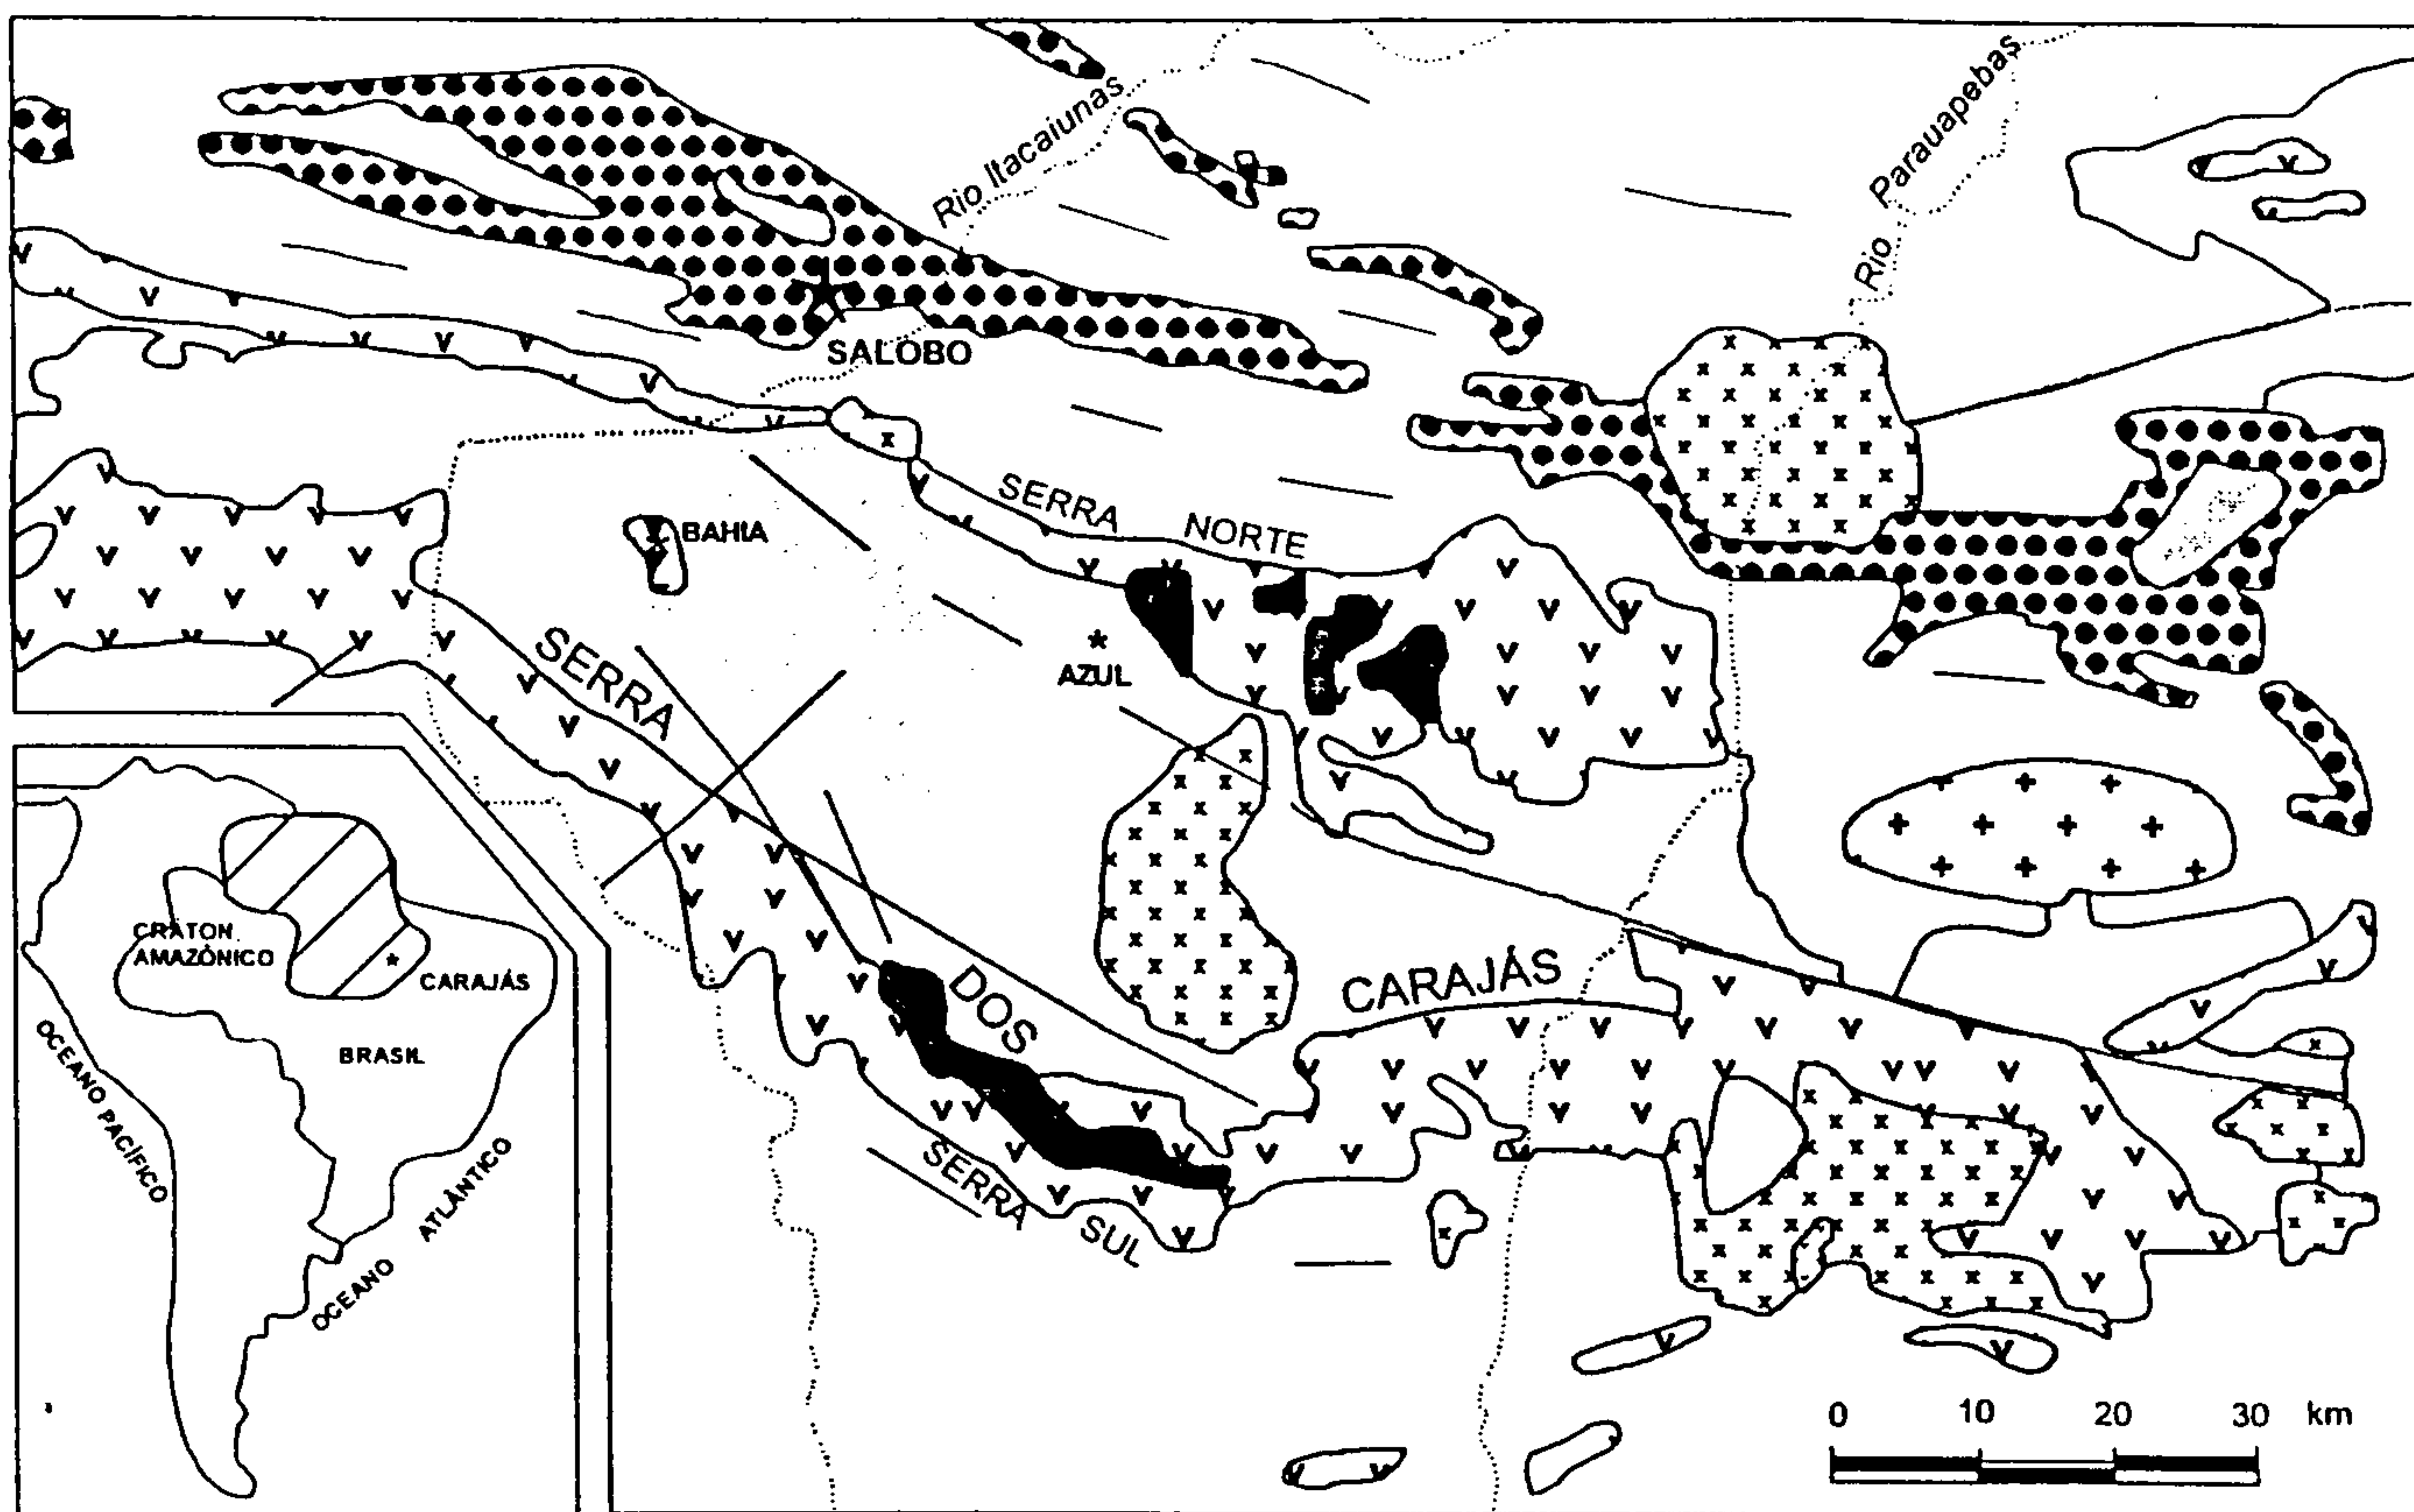 Rio Itacaiunas
Rio Parauapebas
SALOBO
SERRA NORTE
BAHIA
AZUL
SERRA DOS CARAJÁS
SERRA SUL
CRÁTON
AMAZÔNICO
CARAJÁS
BRASIL
OCEANO PACÍFICO
OCEANO ATLÂNTICO
0 10 20 30 km